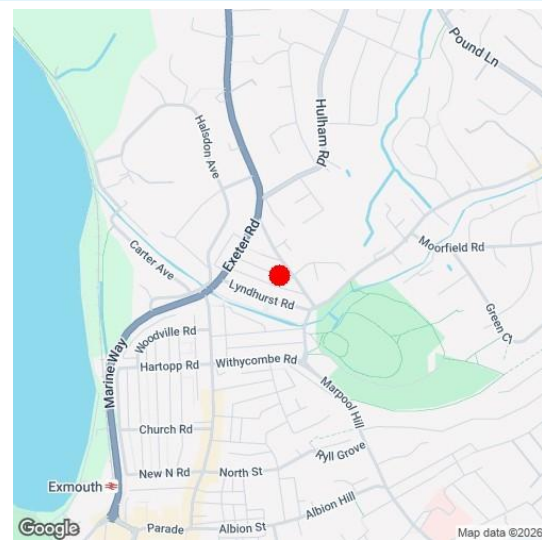 Pound Ln
Hulham Rd
Halsdon Ave
Exeter Rd
Carter Ave
Moorfield Rd
Lyndhurst Rd
Green Cl
Woodville Rd
Marine Way
Hartopp Rd
Withycombe Rd
Marpool Hill
Church Rd
Ryll Grove
New N Rd
North St
Exmouth
Albion Hill
Parade
Albion St
Google
Map data ©2026